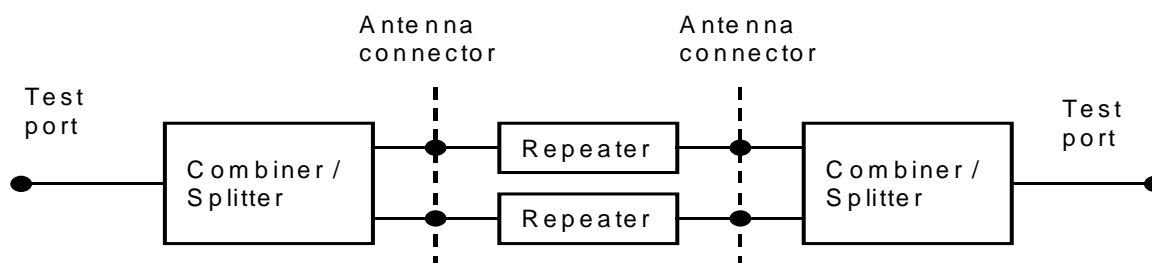 Antenna
connector
Antenna
connector
Test
port
Test
port
Combiner/
Splitter
Repeater
Repeater
Combiner/
Splitter